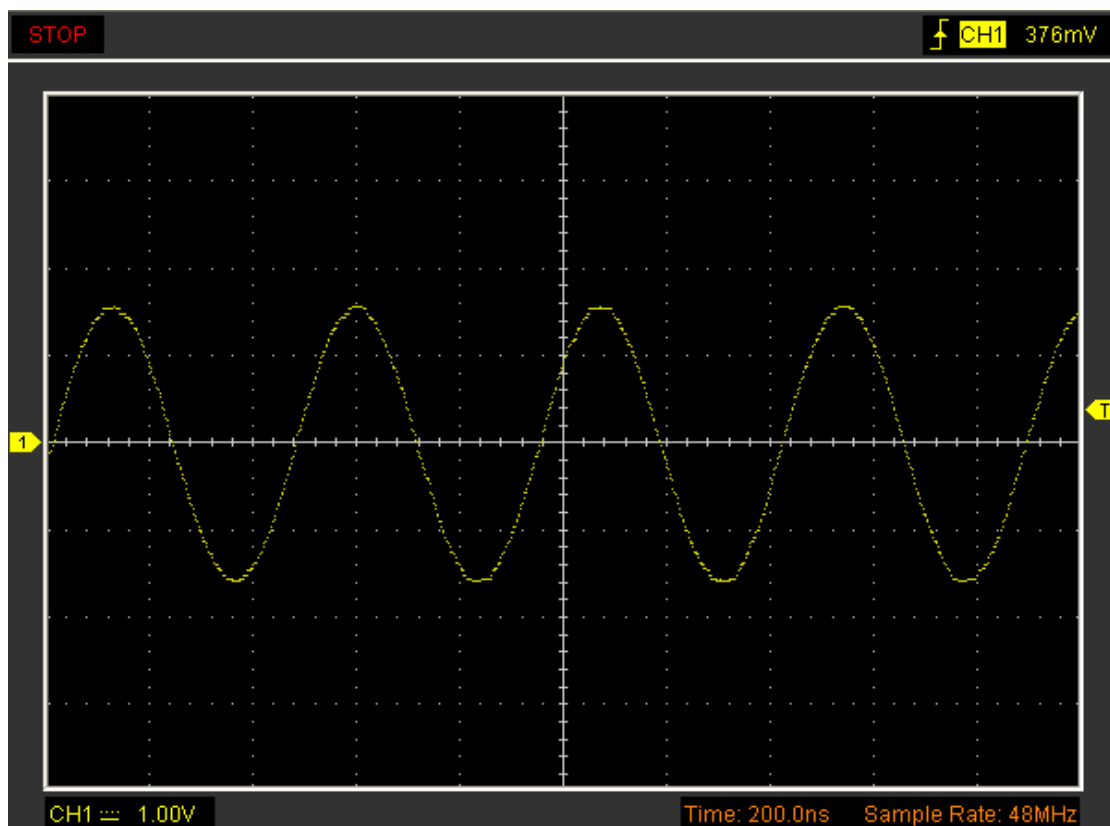 STOP
CH1 376mV
1
T
CH1 1.00V
Time: 200.0ns Sample Rate: 48MHz